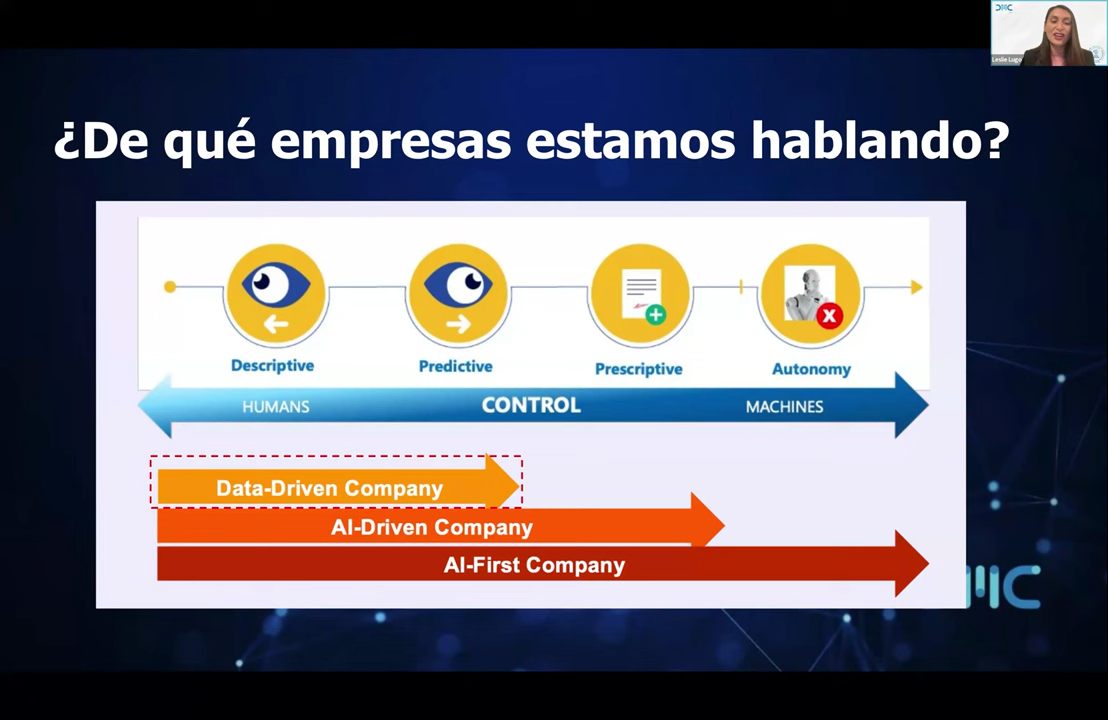 DMC
¿De qué empresas estamos hablando?
Descriptive
Predictive
Prescriptive
Autonomy
HUMANS
CONTROL
MACHINES
Data-Driven Company
AI-Driven Company
AI-First Company